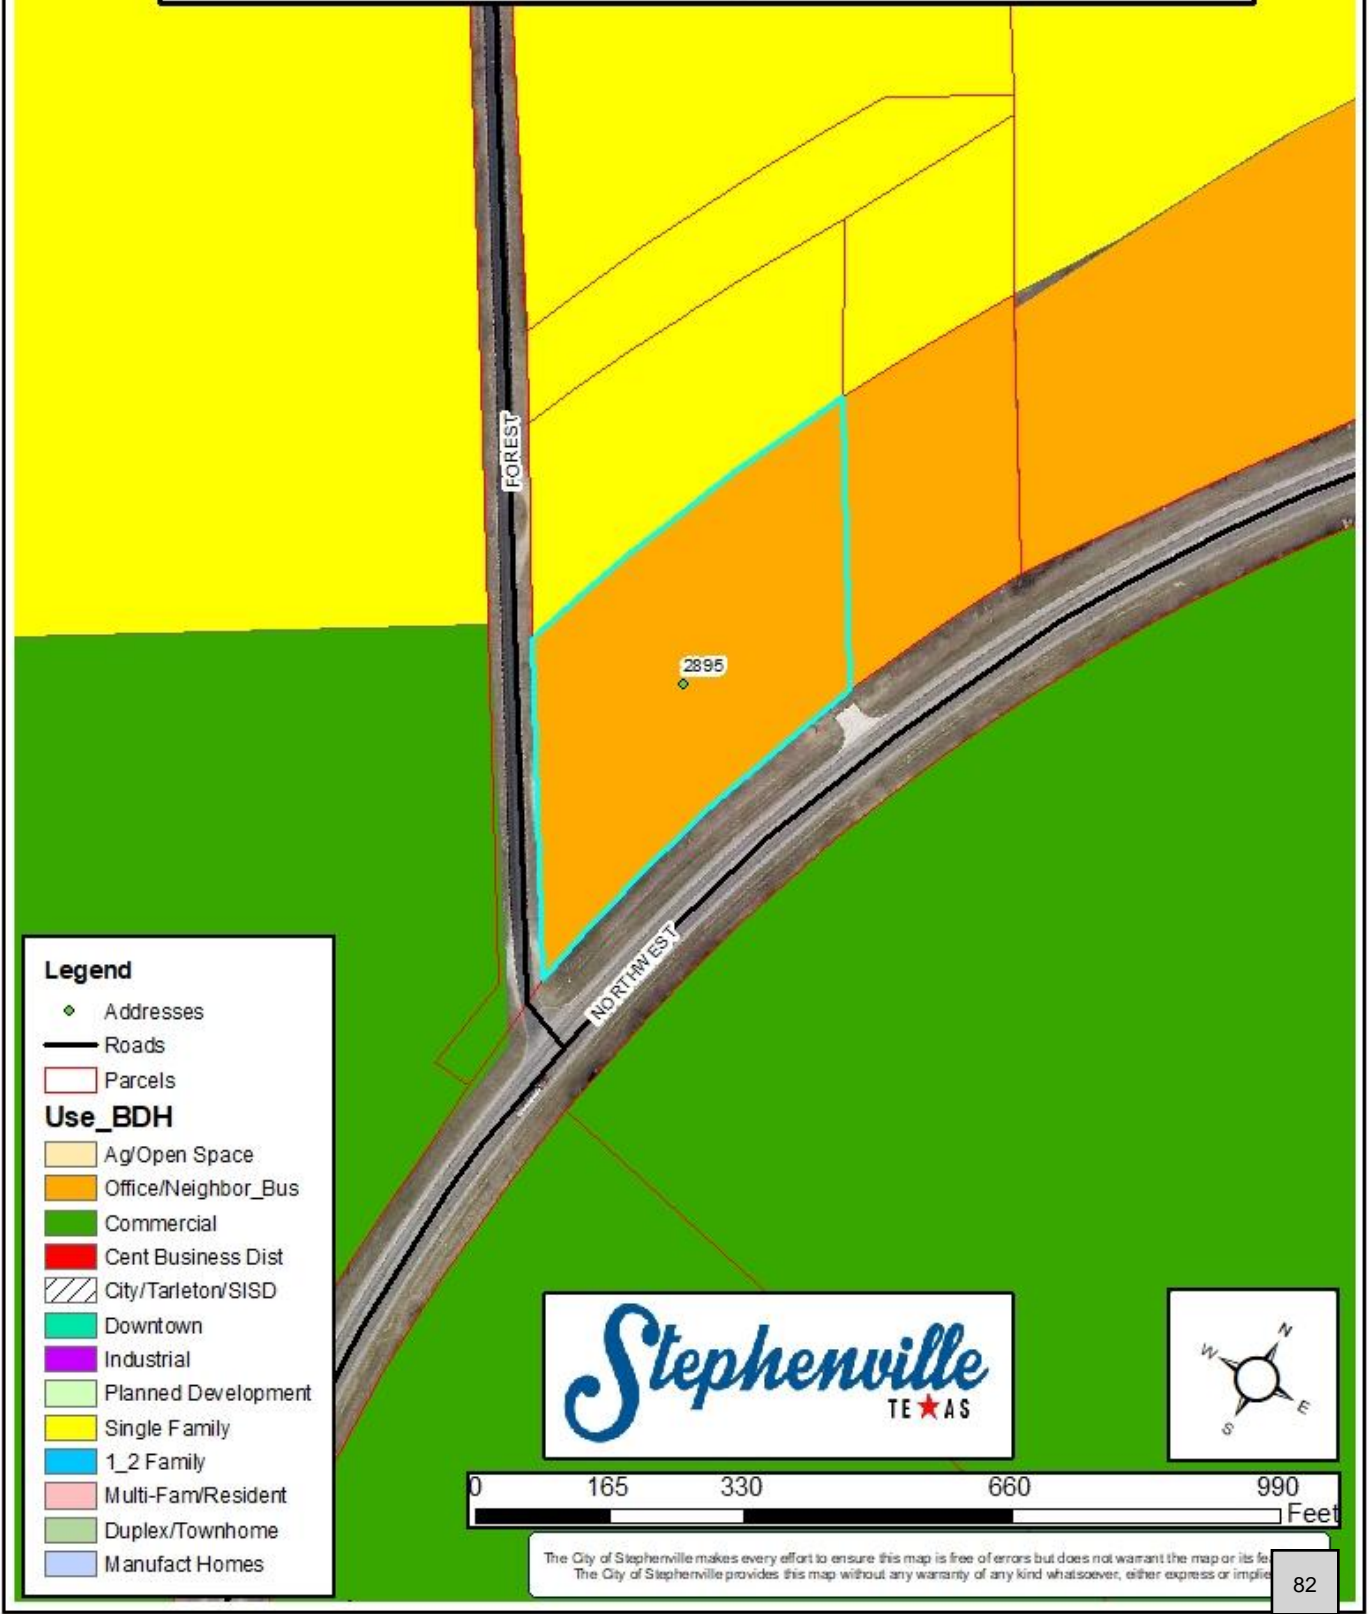 FOREST
2895
NORTHWEST
Legend
Addresses
Roads
Parcels
Use_BDH
Ag/Open Space
Office/Neighbor_Bus
Commercial
Cent Business Dist
City/Tarleton/SISD
Downtown
Industrial
Planned Development
Single Family
1_2 Family
Multi-Fam/Resident
Duplex/Townhome
Manufact Homes
Stephenville
TEXAS
N
W
E
S
0 165 330 660 990
Feet
The City of Stephenville makes every effort to ensure this map is free of errors but does not warrant the map or its
The City of Stephenville provides this map without any warranty of any kind whatsoever, either express or
82